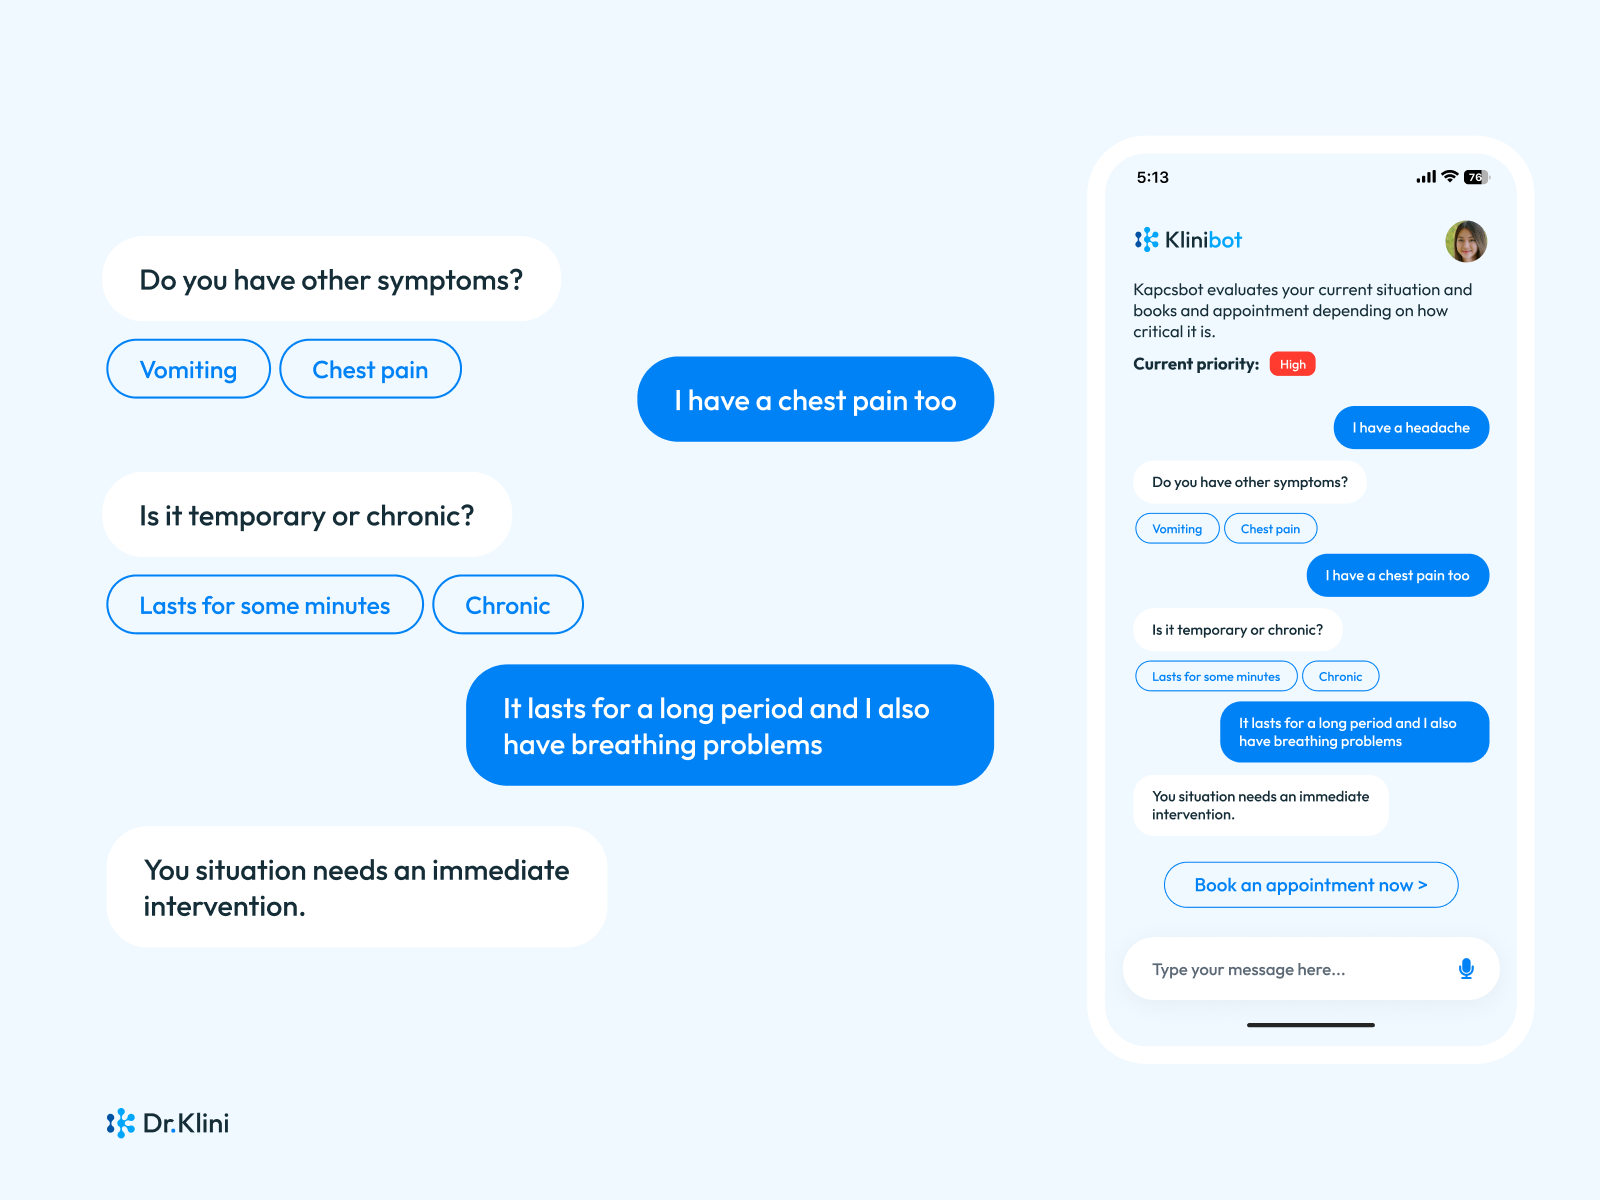 Do you have other symptoms?
Vomiting
Chest pain
I have a chest pain too
Is it temporary or chronic?
Lasts for some minutes
Chronic
It lasts for a long period and I also
have breathing problems
You situation needs an immediate
intervention.
Dr.Klini
5:13
76
Klinibot
Kapcsbot evaluates your current situation and
books and appointment depending on how
critical it is.
Current priority: High
I have a headache
Do you have other symptoms?
Vomiting
Chest pain
I have a chest pain too
Is it temporary or chronic?
Lasts for some minutes
Chronic
It lasts for a long period and I also
have breathing problems
You situation needs an immediate
intervention.
Book an appointment now >
Type your message here...